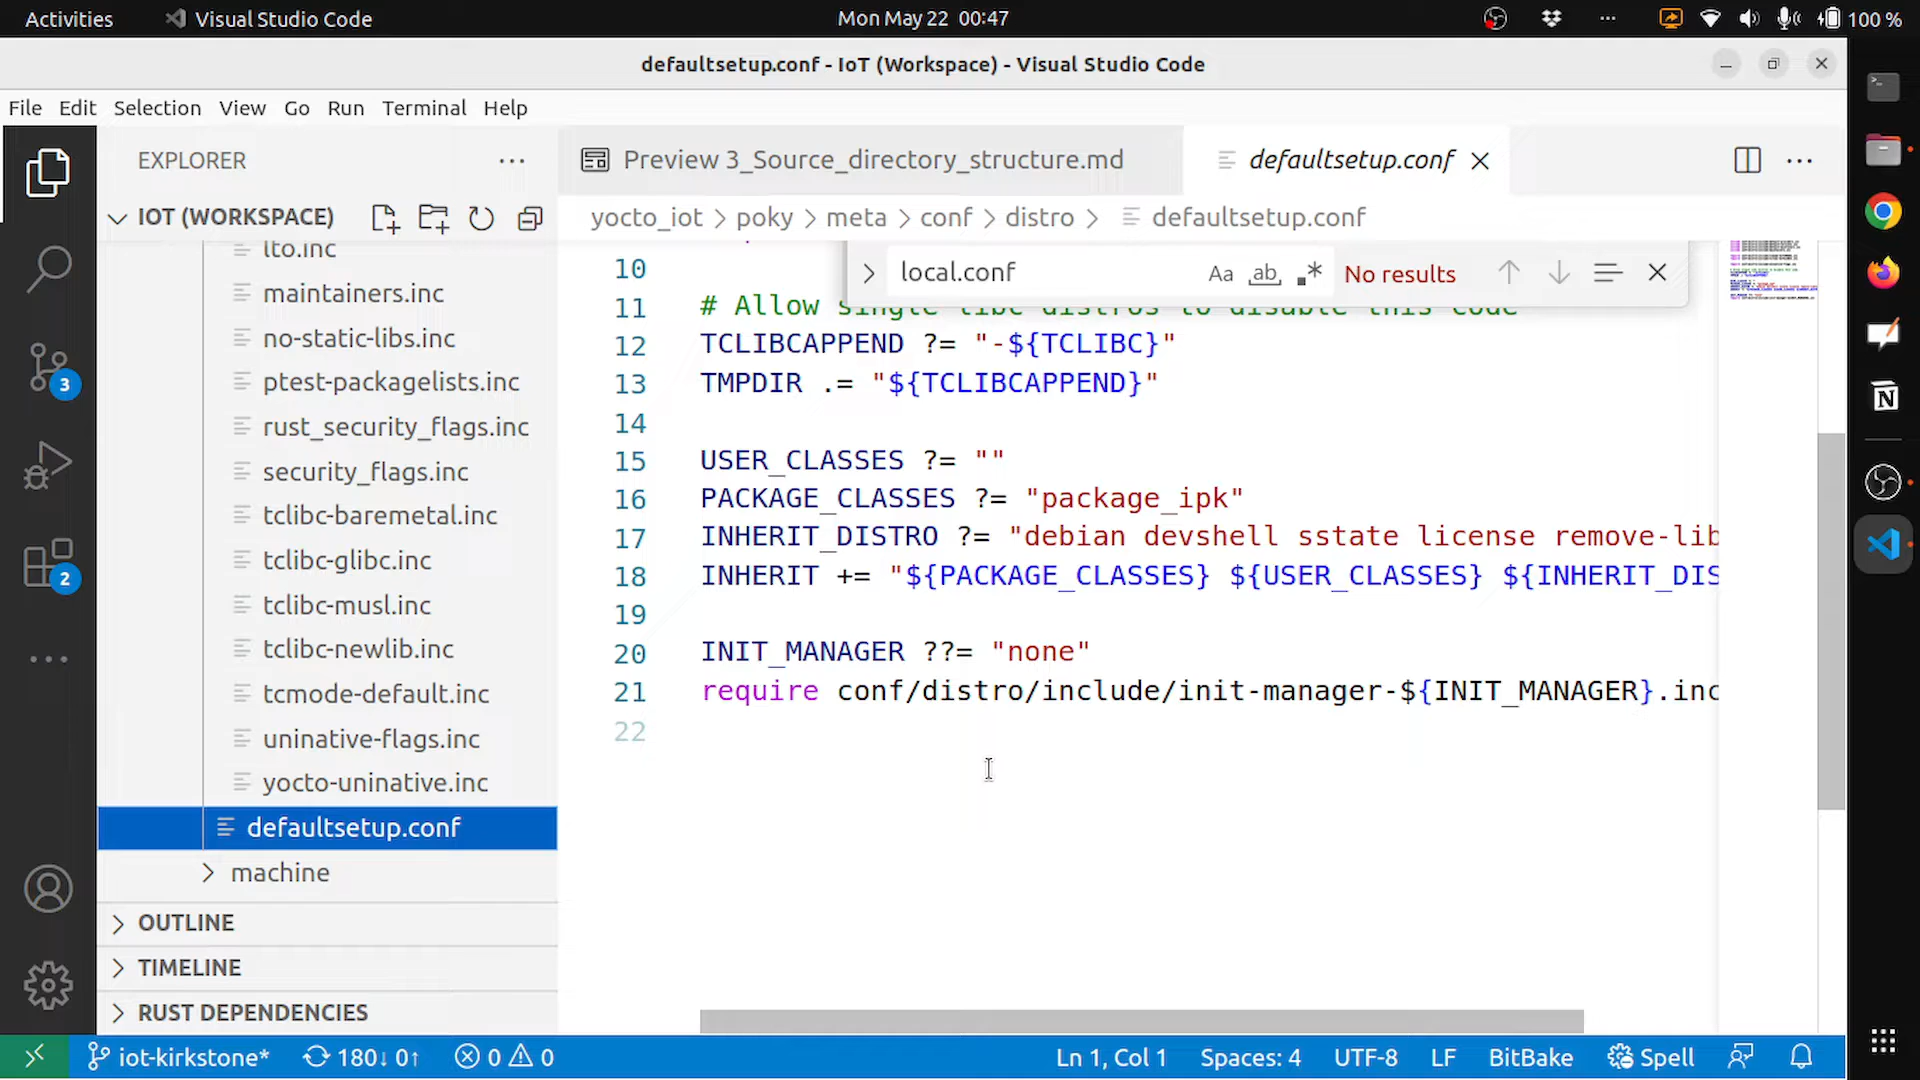 Activities
Visual Studio Code
Mon May 22 00:47
100 %
defaultsetup.conf - IoT (Workspace) - Visual Studio Code
File Edit Selection View Go Run Terminal Help
EXPLORER
Preview 3_Source_directory_structure.md
defaultsetup.conf
IOT (WORKSPACE)
yocto_iot > poky > meta > conf > distro > defaultsetup.conf
local.conf
Aa ab .*
No results
lto.inc
maintainers.inc
no-static-libs.inc
ptest-packagelists.inc
rust_security_flags.inc
security_flags.inc
tclibc-baremetal.inc
tclibc-glibc.inc
tclibc-musl.inc
tclibc-newlib.inc
tcmode-default.inc
uninative-flags.inc
yocto-uninative.inc
defaultsetup.conf
machine
OUTLINE
TIMELINE
RUST DEPENDENCIES
3
2
10
11 # Allow single libc distros to disable this code
12 TCLIBCAPPEND ?= "-${TCLIBC}"
13 TMPDIR .= "${TCLIBCAPPEND}"
14
15 USER_CLASSES ?= ""
16 PACKAGE_CLASSES ?= "package_ipk"
17 INHERIT_DISTRO ?= "debian devshell sstate license remove-lib
18 INHERIT += "${PACKAGE_CLASSES} ${USER_CLASSES} ${INHERIT_DIS
19
20 INIT_MANAGER ??= "none"
21 require conf/distro/include/init-manager-${INIT_MANAGER}.inc
22
iot-kirkstone*
180↓ 0↑
0
0
Ln 1, Col 1
Spaces: 4
UTF-8
LF
BitBake
Spell